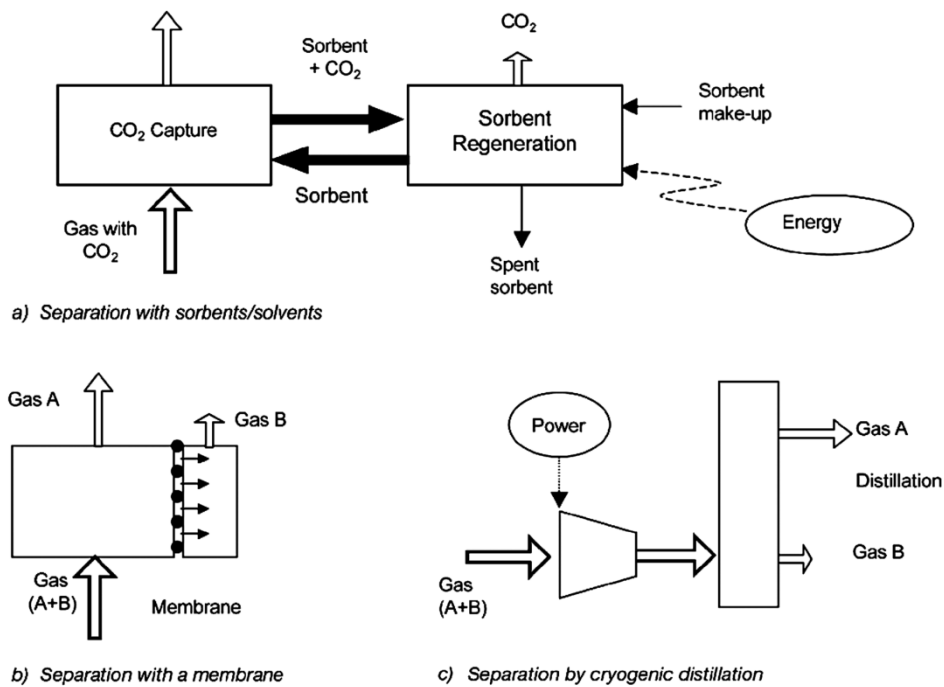 CO₂
Sorbent
+ CO₂
CO₂ Capture
Sorbent
Regeneration
Sorbent
make-up
Sorbent
Gas with
CO₂
Energy
Spent
sorbent
a) Separation with sorbents/solvents
Gas A
Gas B
Gas
(A+B)
Membrane
b) Separation with a membrane
Power
Gas A
Distillation
Gas B
Gas
(A+B)
c) Separation by cryogenic distillation